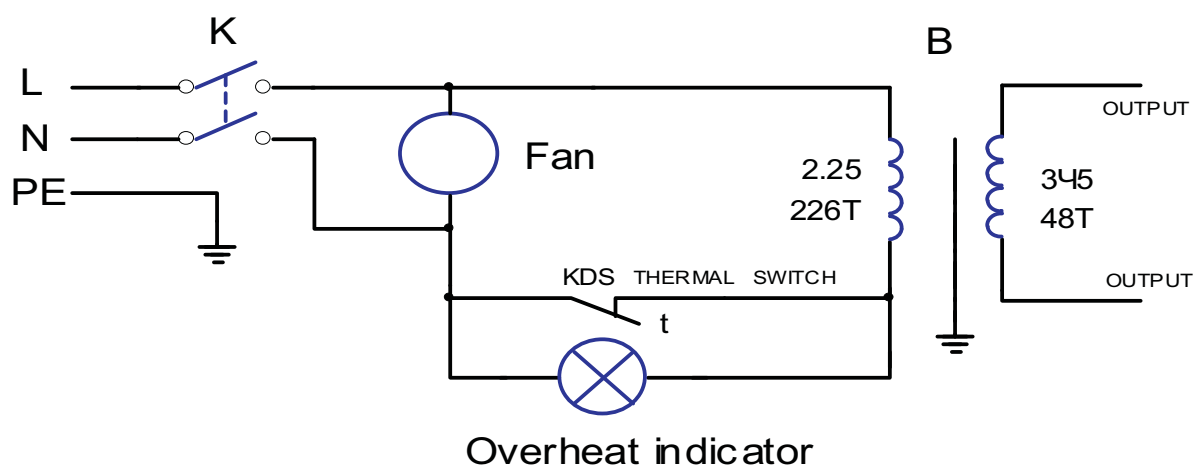 K
B
L
OUTPUT
N
Fan
2.25
3Ч5
226T
48T
PE
KDS THERMAL SWITCH
OUTPUT
t
Overheat indicator